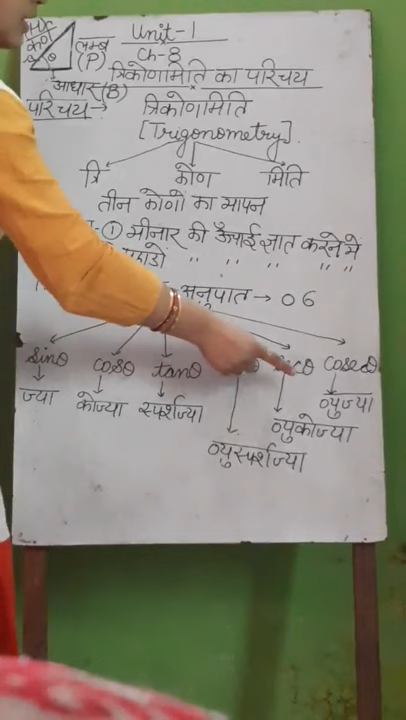 Unit-1
Ch-8
त्रिकोणमिति का परिचय
कर्ण
लम्ब
(P)
आधार (B)
θ
परिचय→
त्रिकोणमिति
[Trigonometry].
त्रि कोण मिति
तीन कोणों का मापन
① मीनार की ऊँचाई ज्ञात करने में
" " " " "
अनुपात → 06
sinθ cosθ tanθ secθ cosecθ
ज्या कोज्या स्पर्शज्या व्युज्या
व्युकोज्या
व्युस्पर्शज्या